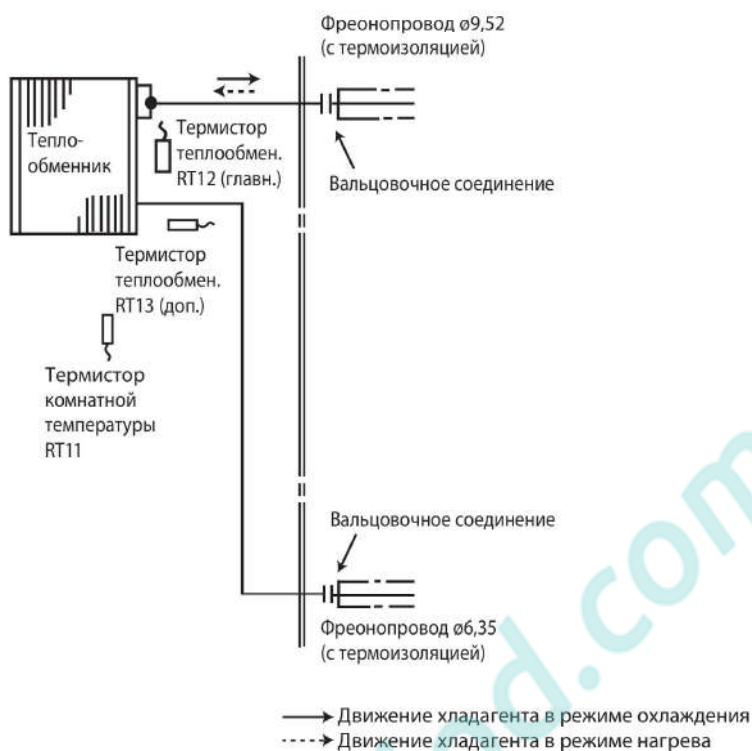 Фреонопровод ø9,52
(с термоизоляцией)
Тепло-
обменник
Термистор
теплообмен.
RT12 (главн.)
Вальцовочное соединение
Термистор
теплообмен.
RT13 (доп.)
Термистор
комнатной
температуры
RT11
Вальцовочное соединение
Фреонопровод ø6,35
(с термоизоляцией)
Движение хладагента в режиме охлаждения
Движение хладагента в режиме нагрева
d.com